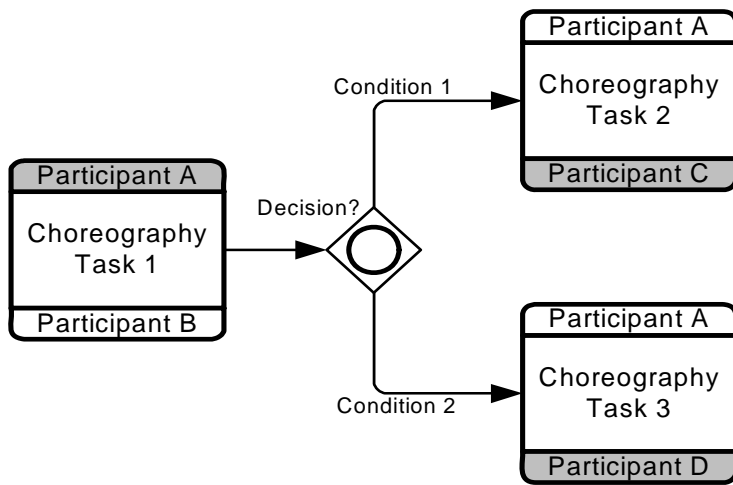 Participant A
Choreography
Task 1
Participant B
Decision?
Condition 1
Participant A
Choreography
Task 2
Participant C
Condition 2
Participant A
Choreography
Task 3
Participant D